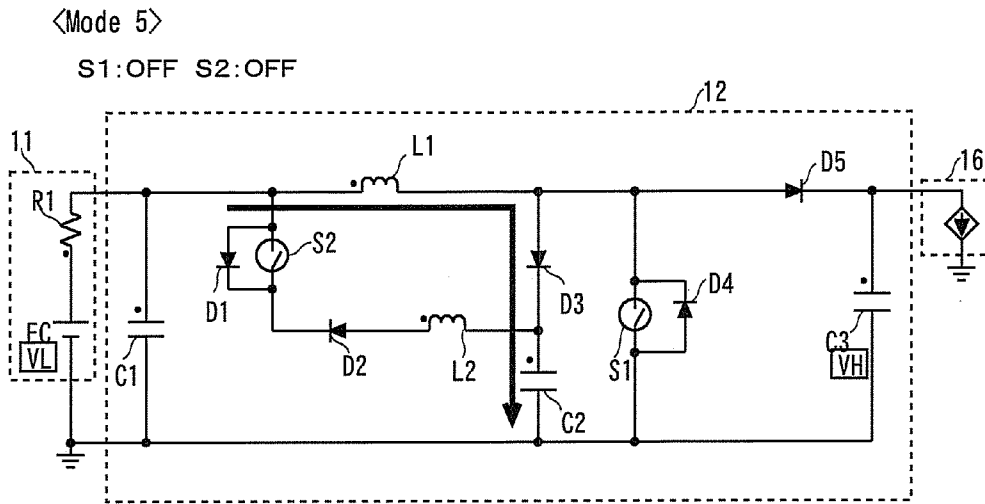 <Mode 5>
S1:OFF S2:OFF
12
11
L1
D5
16
R1
S2
D1
D3
D4
FC
VL
C1
D2
L2
C2
S1
C3
VH